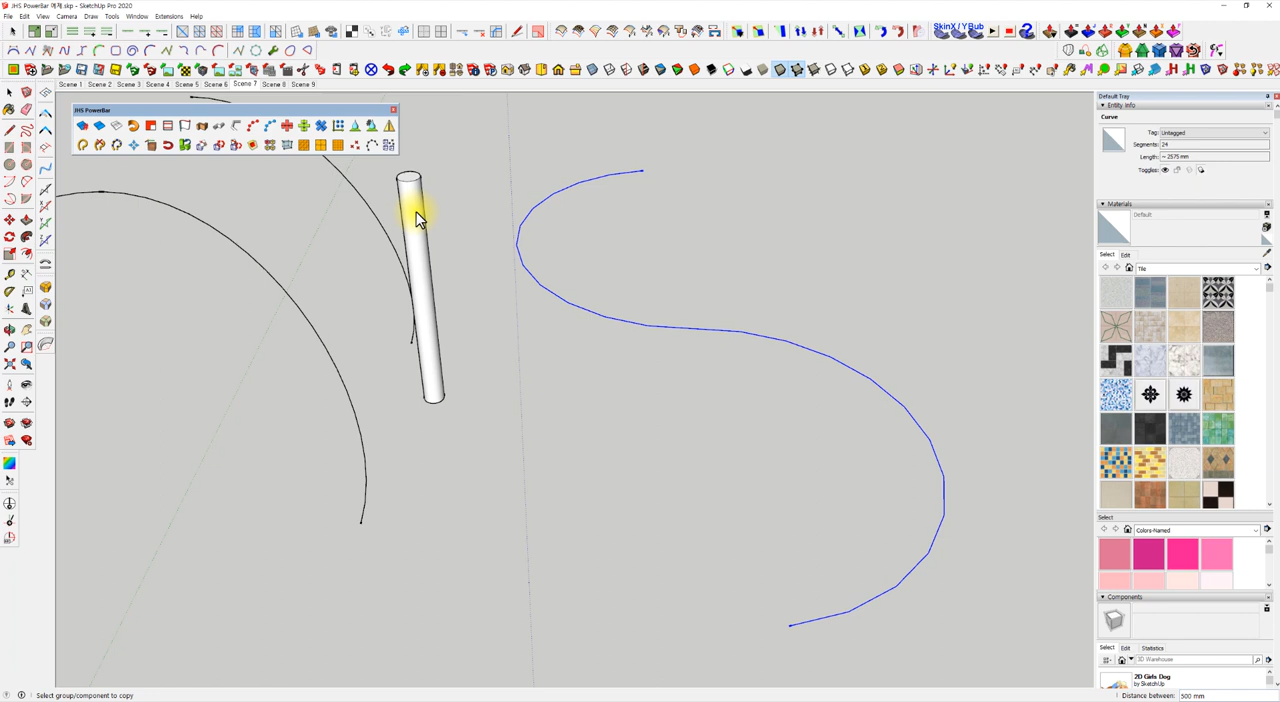 JHS PowerBar 예제.skp - SketchUp Pro 2020
File Edit View Camera Draw Tools Window Extensions Help
SkinX/YBub
Scene 1 Scene 2 Scene 3 Scene 4 Scene 5 Scene 6 Scene 7 Scene 8 Scene 9
JHS PowerBar
Default Tray
Entity Info
Curve
Tag: Untagged
Segments: 24
Length: ~ 2575 mm
Toggles:
Materials
Default
Select Edit
Tile
Select
Colors-Named
Components
Select Edit Statistics
3D Warehouse
2D Girls Dog
by SketchUp
Select group/component to copy
Distance between: 500 mm